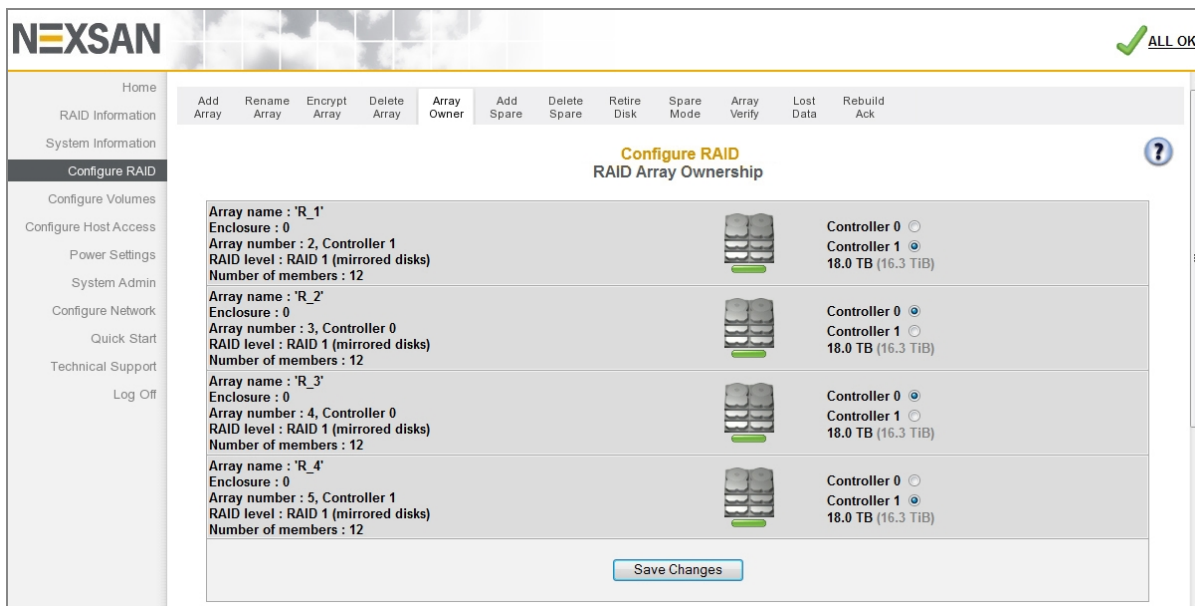 NEXSAN
ALL OK
Home
RAID Information
System Information
Configure RAID
Configure Volumes
Configure Host Access
Power Settings
System Admin
Configure Network
Quick Start
Technical Support
Log Off
Add Array
Rename Array
Encrypt Array
Delete Array
Array Owner
Add Spare
Delete Spare
Retire Disk
Spare Mode
Array Verify
Lost Data
Rebuild Ack
Configure RAID
RAID Array Ownership
?
Array name : 'R_1'
Enclosure : 0
Array number : 2, Controller 1
RAID level : RAID 1 (mirrored disks)
Number of members : 12
Controller 0
Controller 1
18.0 TB (16.3 TiB)
Array name : 'R_2'
Enclosure : 0
Array number : 3, Controller 0
RAID level : RAID 1 (mirrored disks)
Number of members : 12
Controller 0
Controller 1
18.0 TB (16.3 TiB)
Array name : 'R_3'
Enclosure : 0
Array number : 4, Controller 0
RAID level : RAID 1 (mirrored disks)
Number of members : 12
Controller 0
Controller 1
18.0 TB (16.3 TiB)
Array name : 'R_4'
Enclosure : 0
Array number : 5, Controller 1
RAID level : RAID 1 (mirrored disks)
Number of members : 12
Controller 0
Controller 1
18.0 TB (16.3 TiB)
Save Changes